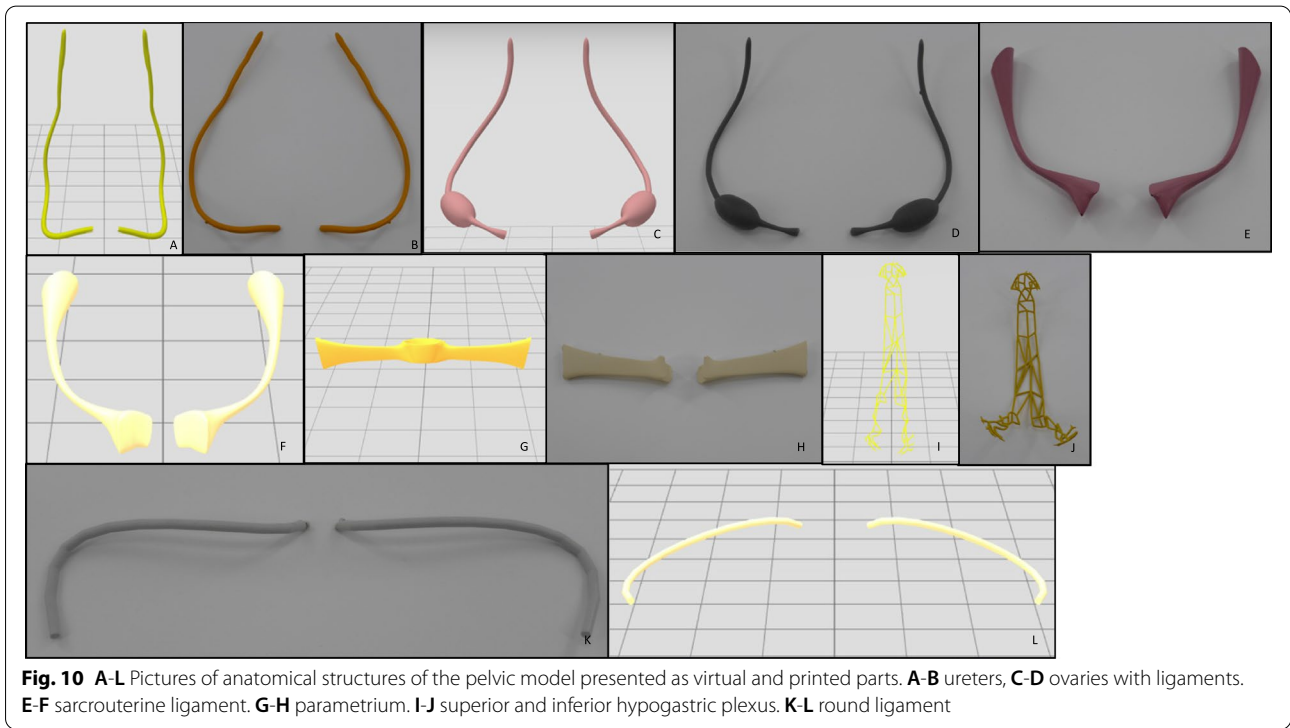 A
B
C
D
E
F
G
H
I
J
K
L
Fig. 10 A-L Pictures of anatomical structures of the pelvic model presented as virtual and printed parts. A-B ureters, C-D ovaries with ligaments.
E-F sarcrouterine ligament. G-H parametrium. I-J superior and inferior hypogastric plexus. K-L round ligament